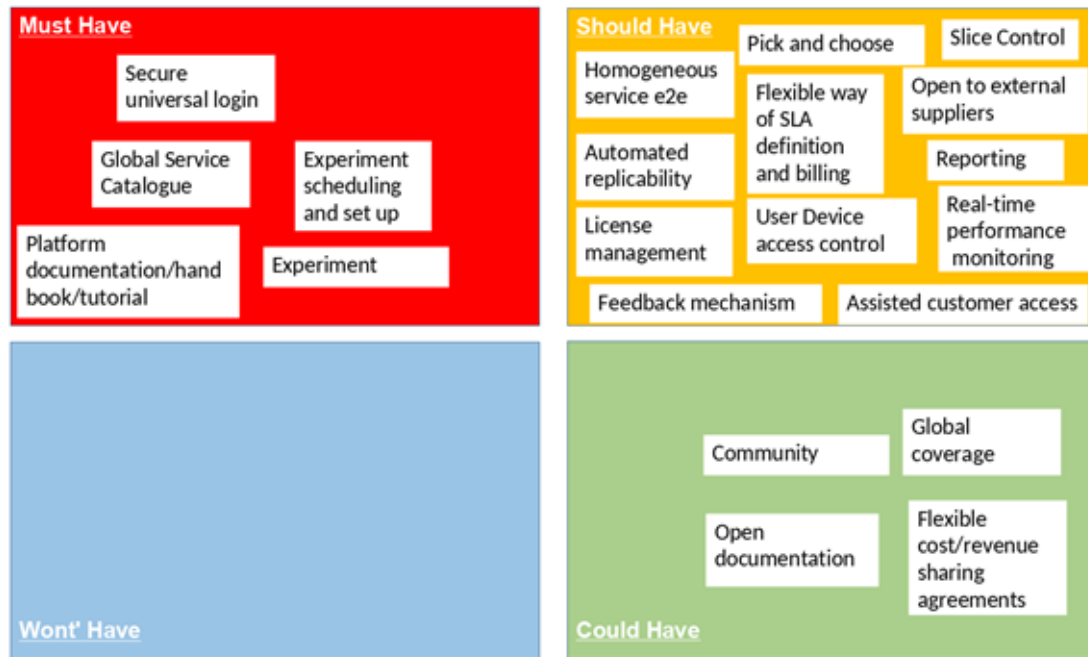 Must Have
Secure
universal login
Global Service
Catalogue
Experiment
scheduling
and set up
Platform
documentation/hand
book/tutorial
Experiment
Should Have
Pick and choose
Slice Control
Homogeneous
service e2e
Flexible way
of SLA
definition
and billing
Open to external
suppliers
Automated
replicability
Reporting
License
management
User Device
access control
Real-time
performance
monitoring
Feedback mechanism
Assisted customer access
Wont' Have
Community
Global
coverage
Open
documentation
Flexible
cost/revenue
sharing
agreements
Could Have